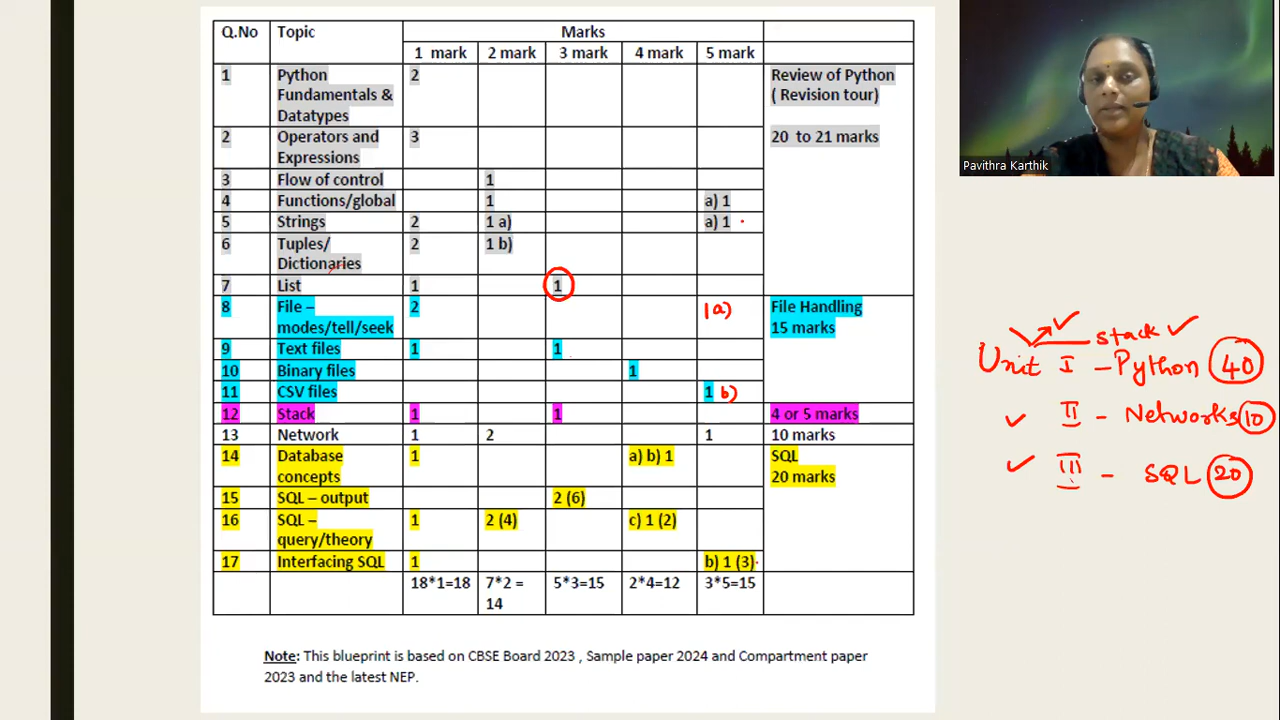 Q.No Topic Marks
1 mark 2 mark 3 mark 4 mark 5 mark
1 Python 2 Review of Python
Fundamentals & ( Revision tour)
Datatypes
2 Operators and 3 20 to 21 marks
Expressions
3 Flow of control 1
4 Functions/global 1 a) 1
5 Strings 2 1 a) a) 1
6 Tuples/ 2 1 b)
Dictionaries
7 List 1 1
8 File – 2 1a) File Handling
modes/tell/seek 15 marks
9 Text files 1 1
10 Binary files 1
11 CSV files 1 b)
12 Stack 1 1 4 or 5 marks
13 Network 1 2 1 10 marks
14 Database 1 a) b) 1 SQL
concepts 20 marks
15 SQL – output 2 (6)
16 SQL – 1 2 (4) c) 1 (2)
query/theory
17 Interfacing SQL 1 b) 1 (3)
18*1=18 7*2 = 5*3=15 2*4=12 3*5=15
14
Note: This blueprint is based on CBSE Board 2023 , Sample paper 2024 and Compartment paper
2023 and the latest NEP.
Pavithra Karthik
stack
Unit I – Python 40
II – Networks 10
III – SQL 20